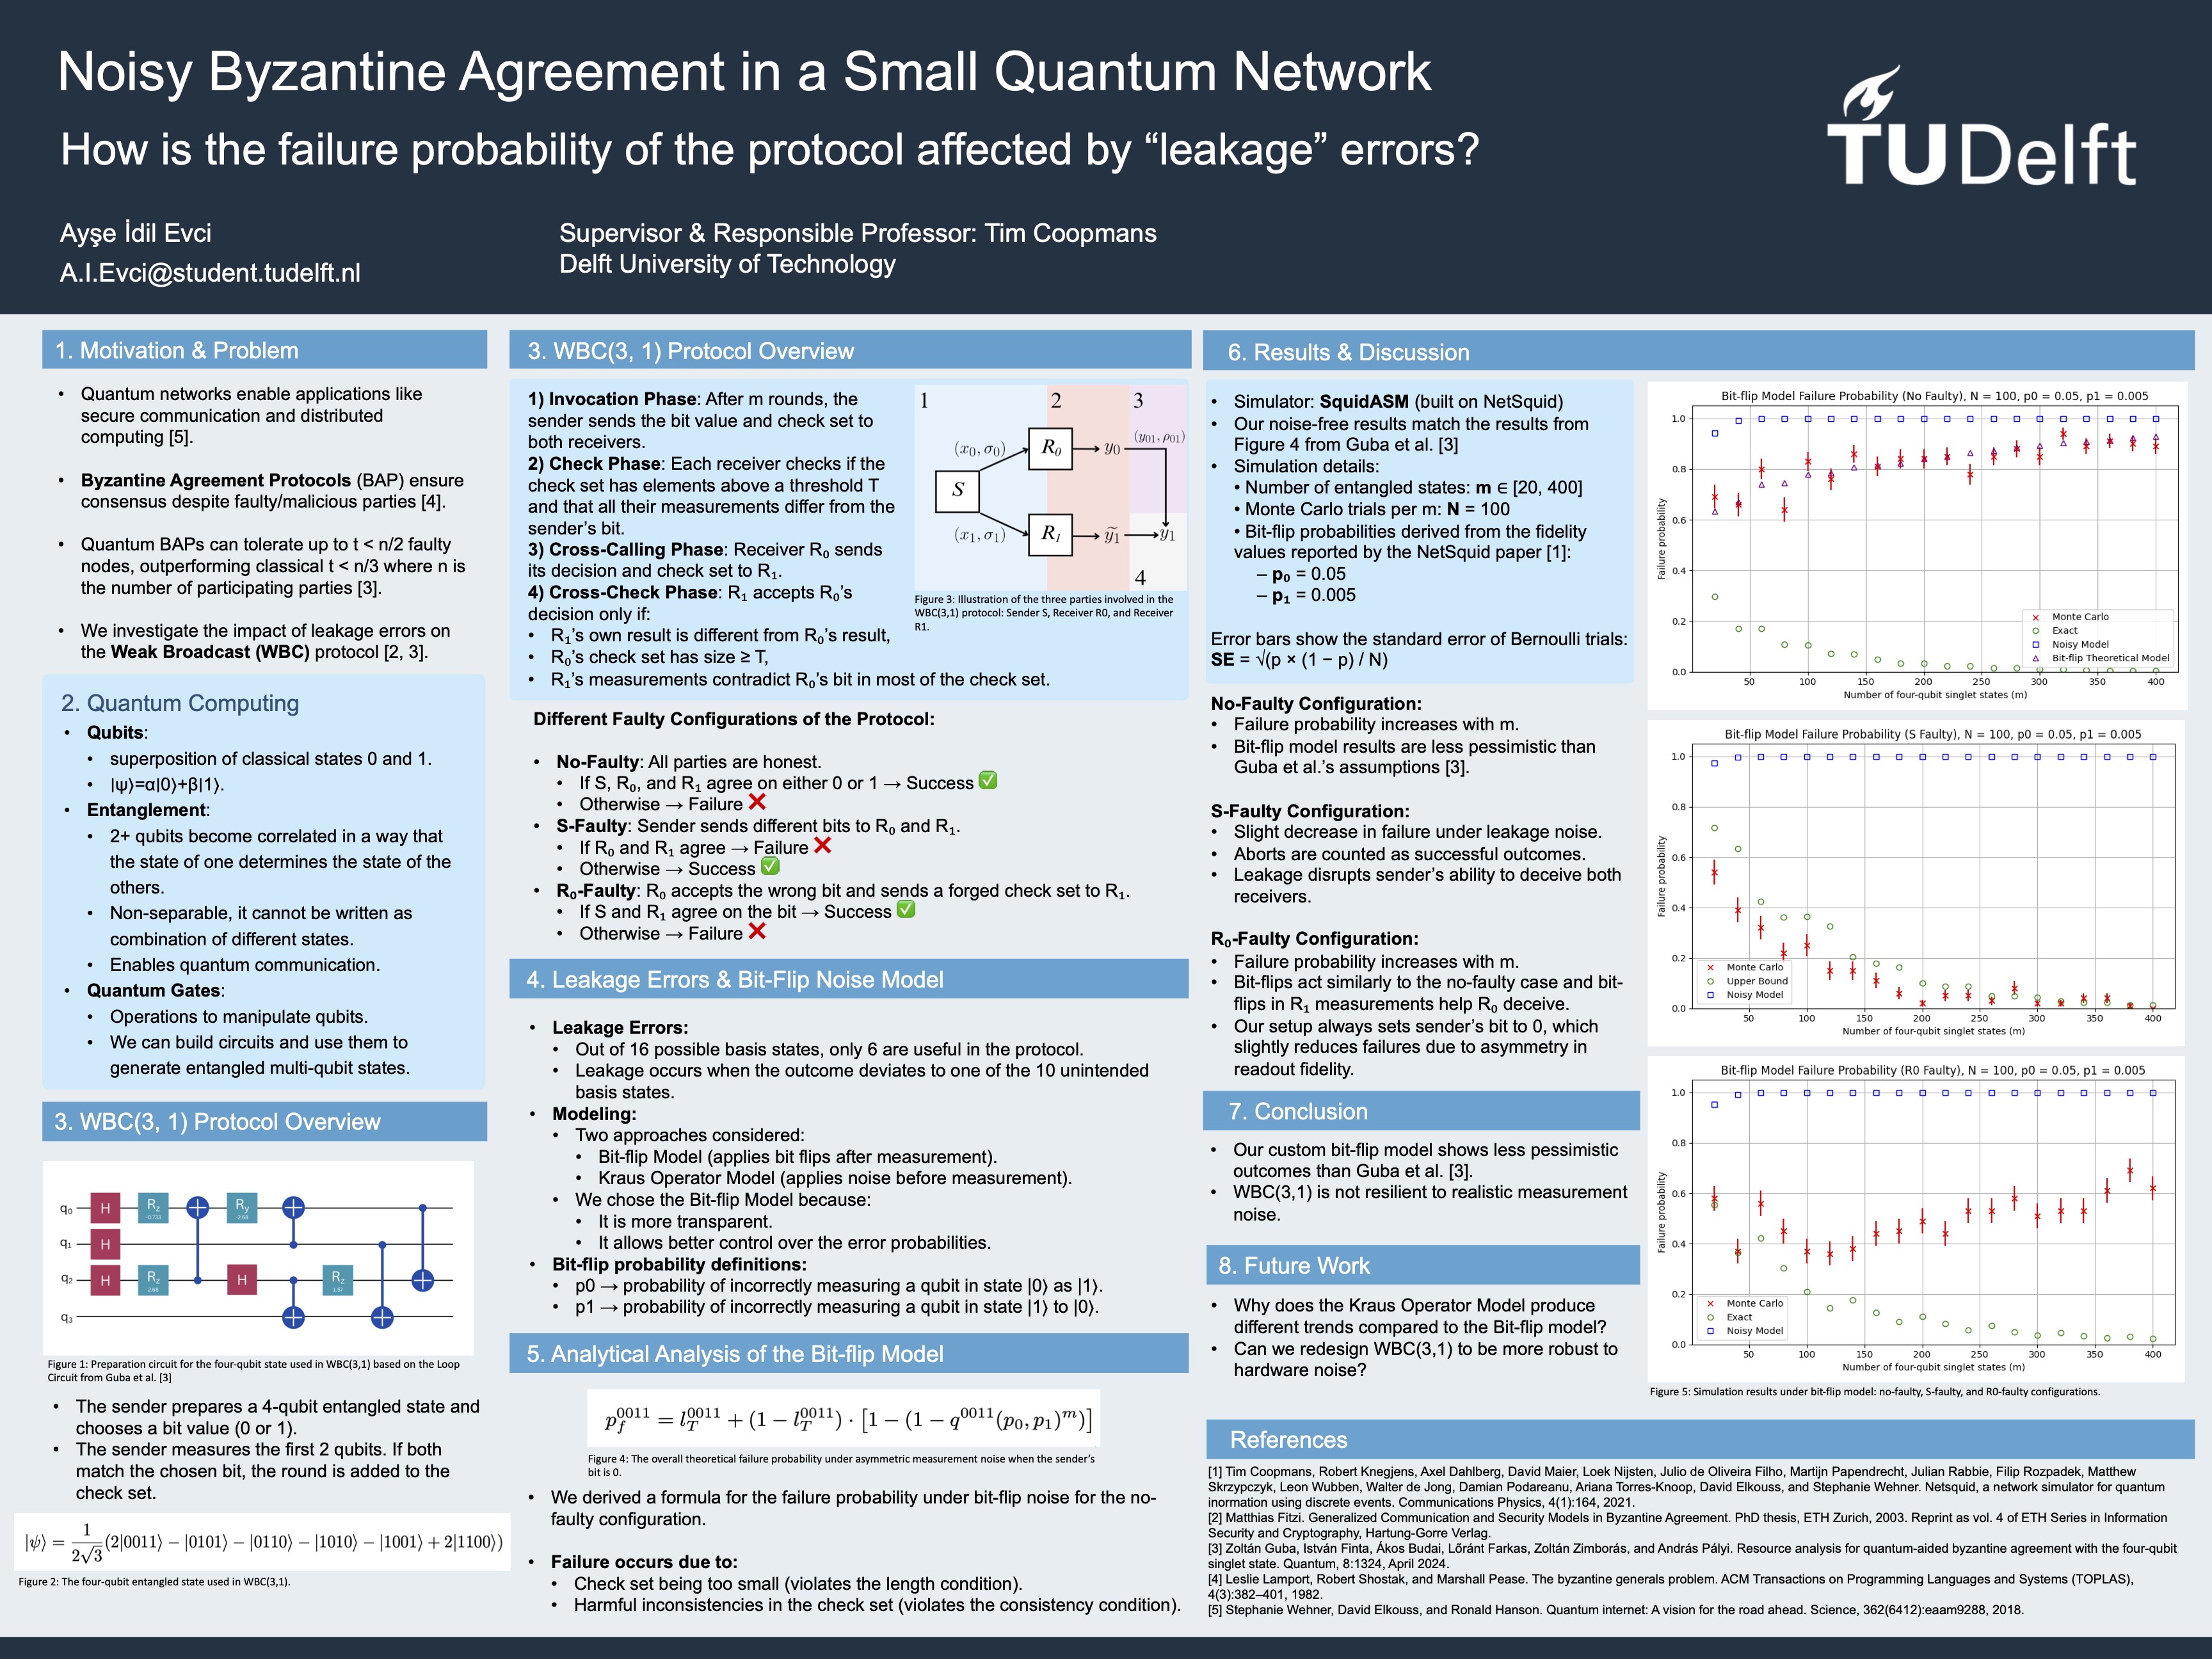 Noisy Byzantine Agreement in a Small Quantum Network
How is the failure probability of the protocol affected by “leakage” errors?
TUDelft
Ayşe İdil Evci
A.I.Evci@student.tudelft.nl
Supervisor & Responsible Professor: Tim Coopmans
Delft University of Technology
1. Motivation & Problem
• Quantum networks enable applications like
secure communication and distributed
computing [5].
• Byzantine Agreement Protocols (BAP) ensure
consensus despite faulty/malicious parties [4].
• Quantum BAPs can tolerate up to t < n/2 faulty
nodes, outperforming classical t < n/3 where n is
the number of participating parties [3].
• We investigate the impact of leakage errors on
the Weak Broadcast (WBC) protocol [2, 3].
2. Quantum Computing
• Qubits:
• superposition of classical states 0 and 1.
• |ψ⟩=α|0⟩+β|1⟩.
• Entanglement:
• 2+ qubits become correlated in a way that
the state of one determines the state of the
others.
• Non-separable, it cannot be written as
combination of different states.
• Enables quantum communication.
• Quantum Gates:
• Operations to manipulate qubits.
• We can build circuits and use them to
generate entangled multi-qubit states.
3. WBC(3, 1) Protocol Overview
q₀ H Rz -0.733 Ry -2.68
q₁ H
q₂ H Rz 2.68 H Rz 1.57
q₃
Figure 1: Preparation circuit for the four-qubit state used in WBC(3,1) based on the Loop
Circuit from Guba et al. [3]
• The sender prepares a 4-qubit entangled state and
chooses a bit value (0 or 1).
• The sender measures the first 2 qubits. If both
match the chosen bit, the round is added to the
check set.
|ψ⟩ = 1/(2√3) (2|0011⟩ − |0101⟩ − |0110⟩ − |1010⟩ − |1001⟩ + 2|1100⟩)
Figure 2: The four-qubit entangled state used in WBC(3,1).
3. WBC(3, 1) Protocol Overview
1) Invocation Phase: After m rounds, the
sender sends the bit value and check set to
both receivers.
2) Check Phase: Each receiver checks if the
check set has elements above a threshold T
and that all their measurements differ from the
sender’s bit.
3) Cross-Calling Phase: Receiver R₀ sends
its decision and check set to R₁.
4) Cross-Check Phase: R₁ accepts R₀’s
decision only if:
• R₁’s own result is different from R₀’s result,
• R₀’s check set has size ≥ T,
• R₁’s measurements contradict R₀’s bit in most of the check set.
1 2 3
(x₀, σ₀) R₀ y₀ (y₀₁, ρ₀₁)
S
(x₁, σ₁) R₁ ỹ₁ y₁
4
Figure 3: Illustration of the three parties involved in the
WBC(3,1) protocol: Sender S, Receiver R0, and Receiver
R1.
Different Faulty Configurations of the Protocol:
• No-Faulty: All parties are honest.
• If S, R₀, and R₁ agree on either 0 or 1 → Success ✅
• Otherwise → Failure ❌
• S-Faulty: Sender sends different bits to R₀ and R₁.
• If R₀ and R₁ agree → Failure ❌
• Otherwise → Success ✅
• R₀-Faulty: R₀ accepts the wrong bit and sends a forged check set to R₁.
• If S and R₁ agree on the bit → Success ✅
• Otherwise → Failure ❌
4. Leakage Errors & Bit-Flip Noise Model
• Leakage Errors:
• Out of 16 possible basis states, only 6 are useful in the protocol.
• Leakage occurs when the outcome deviates to one of the 10 unintended
basis states.
• Modeling:
• Two approaches considered:
• Bit-flip Model (applies bit flips after measurement).
• Kraus Operator Model (applies noise before measurement).
• We chose the Bit-flip Model because:
• It is more transparent.
• It allows better control over the error probabilities.
• Bit-flip probability definitions:
• p0 → probability of incorrectly measuring a qubit in state |0⟩ as |1⟩.
• p1 → probability of incorrectly measuring a qubit in state |1⟩ to |0⟩.
5. Analytical Analysis of the Bit-flip Model
p_f^0011 = l_T^0011 + (1 − l_T^0011) · [1 − (1 − q^0011(p₀, p₁)^m)]
Figure 4: The overall theoretical failure probability under asymmetric measurement noise when the sender’s
bit is 0.
• We derived a formula for the failure probability under bit-flip noise for the no-
faulty configuration.
• Failure occurs due to:
• Check set being too small (violates the length condition).
• Harmful inconsistencies in the check set (violates the consistency condition).
6. Results & Discussion
• Simulator: SquidASM (built on NetSquid)
• Our noise-free results match the results from
Figure 4 from Guba et al. [3]
• Simulation details:
• Number of entangled states: m ∈ [20, 400]
• Monte Carlo trials per m: N = 100
• Bit-flip probabilities derived from the fidelity
values reported by the NetSquid paper [1]:
– p₀ = 0.05
– p₁ = 0.005
Error bars show the standard error of Bernoulli trials:
SE = √(p × (1 − p) / N)
No-Faulty Configuration:
• Failure probability increases with m.
• Bit-flip model results are less pessimistic than
Guba et al.’s assumptions [3].
S-Faulty Configuration:
• Slight decrease in failure under leakage noise.
• Aborts are counted as successful outcomes.
• Leakage disrupts sender’s ability to deceive both
receivers.
R₀-Faulty Configuration:
• Failure probability increases with m.
• Bit-flips act similarly to the no-faulty case and bit-
flips in R₁ measurements help R₀ deceive.
• Our setup always sets sender’s bit to 0, which
slightly reduces failures due to asymmetry in
readout fidelity.
7. Conclusion
• Our custom bit-flip model shows less pessimistic
outcomes than Guba et al. [3].
• WBC(3,1) is not resilient to realistic measurement
noise.
8. Future Work
• Why does the Kraus Operator Model produce
different trends compared to the Bit-flip model?
• Can we redesign WBC(3,1) to be more robust to
hardware noise?
Bit-flip Model Failure Probability (No Faulty), N = 100, p0 = 0.05, p1 = 0.005
Failure probability
1.0
0.8
0.6
0.4
0.2
0.0
Monte Carlo
Exact
Noisy Model
Bit-flip Theoretical Model
50 100 150 200 250 300 350 400
Number of four-qubit singlet states (m)
Bit-flip Model Failure Probability (S Faulty), N = 100, p0 = 0.05, p1 = 0.005
Failure probability
1.0
0.8
0.6
0.4
0.2
0.0
Monte Carlo
Upper Bound
Noisy Model
50 100 150 200 250 300 350 400
Number of four-qubit singlet states (m)
Bit-flip Model Failure Probability (R0 Faulty), N = 100, p0 = 0.05, p1 = 0.005
Failure probability
1.0
0.8
0.6
0.4
0.2
0.0
Monte Carlo
Exact
Noisy Model
50 100 150 200 250 300 350 400
Number of four-qubit singlet states (m)
Figure 5: Simulation results under bit-flip model: no-faulty, S-faulty, and R0-faulty configurations.
References
[1] Tim Coopmans, Robert Knegjens, Axel Dahlberg, David Maier, Loek Nijsten, Julio de Oliveira Filho, Martijn Papendrecht, Julian Rabbie, Filip Rozpadek, Matthew
Skrzypczyk, Leon Wubben, Walter de Jong, Damian Podareanu, Ariana Torres-Knoop, David Elkouss, and Stephanie Wehner. Netsquid, a network simulator for quantum
inormation using discrete events. Communications Physics, 4(1):164, 2021.
[2] Matthias Fitzi. Generalized Communication and Security Models in Byzantine Agreement. PhD thesis, ETH Zurich, 2003. Reprint as vol. 4 of ETH Series in Information
Security and Cryptography, Hartung-Gorre Verlag.
[3] Zoltán Guba, István Finta, Ákos Budai, Lőránt Farkas, Zoltán Zimborás, and András Pályi. Resource analysis for quantum-aided byzantine agreement with the four-qubit
singlet state. Quantum, 8:1324, April 2024.
[4] Leslie Lamport, Robert Shostak, and Marshall Pease. The byzantine generals problem. ACM Transactions on Programming Languages and Systems (TOPLAS),
4(3):382–401, 1982.
[5] Stephanie Wehner, David Elkouss, and Ronald Hanson. Quantum internet: A vision for the road ahead. Science, 362(6412):eaam9288, 2018.